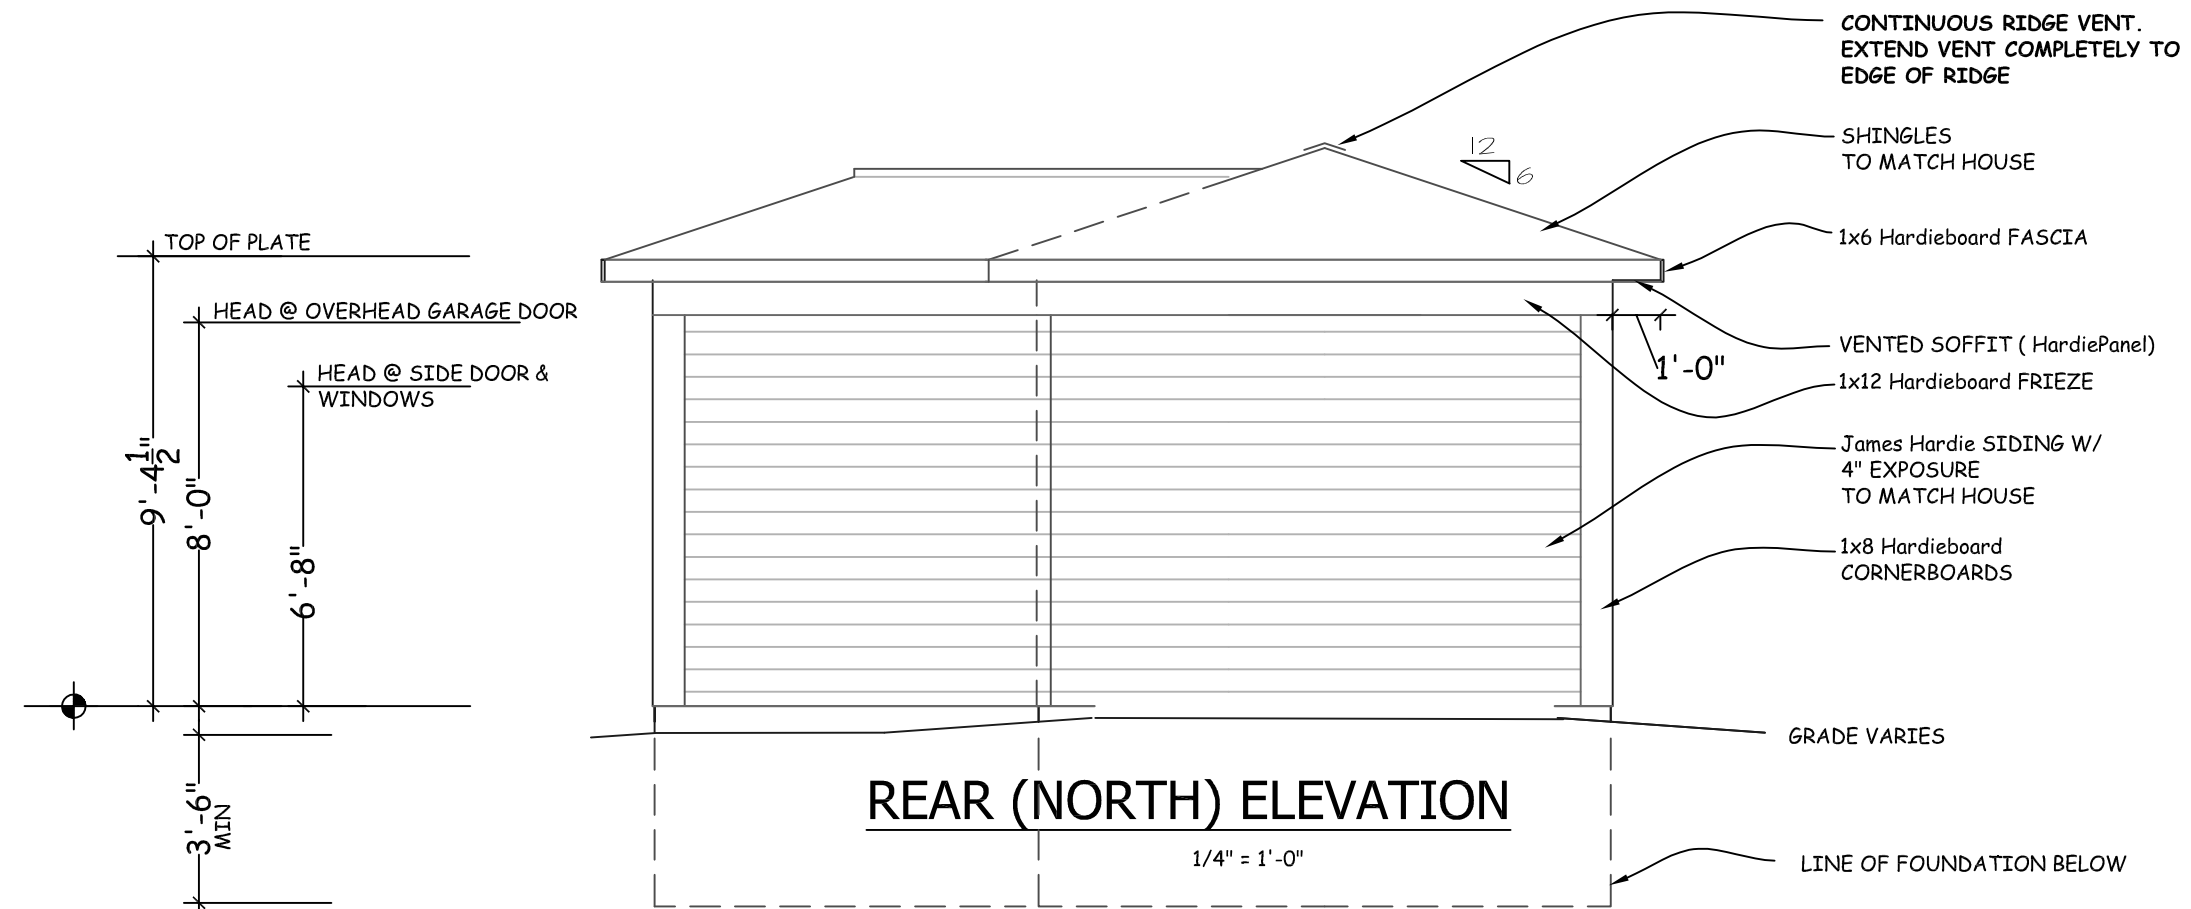 CONTINUOUS RIDGE VENT.
EXTEND VENT COMPLETELY TO
EDGE OF RIDGE
12
6
SHINGLES
TO MATCH HOUSE
TOP OF PLATE
1x6 Hardieboard FASCIA
HEAD @ OVERHEAD GARAGE DOOR
HEAD @ SIDE DOOR &
WINDOWS
VENTED SOFFIT ( HardiePanel)
1'-0"
1x12 Hardieboard FRIEZE
James Hardie SIDING W/
4" EXPOSURE
TO MATCH HOUSE
9'-4 1/2"
8'-0"
6'-8"
1x8 Hardieboard
CORNERBOARDS
GRADE VARIES
3'-6"
MIN
REAR (NORTH) ELEVATION
1/4" = 1'-0"
LINE OF FOUNDATION BELOW